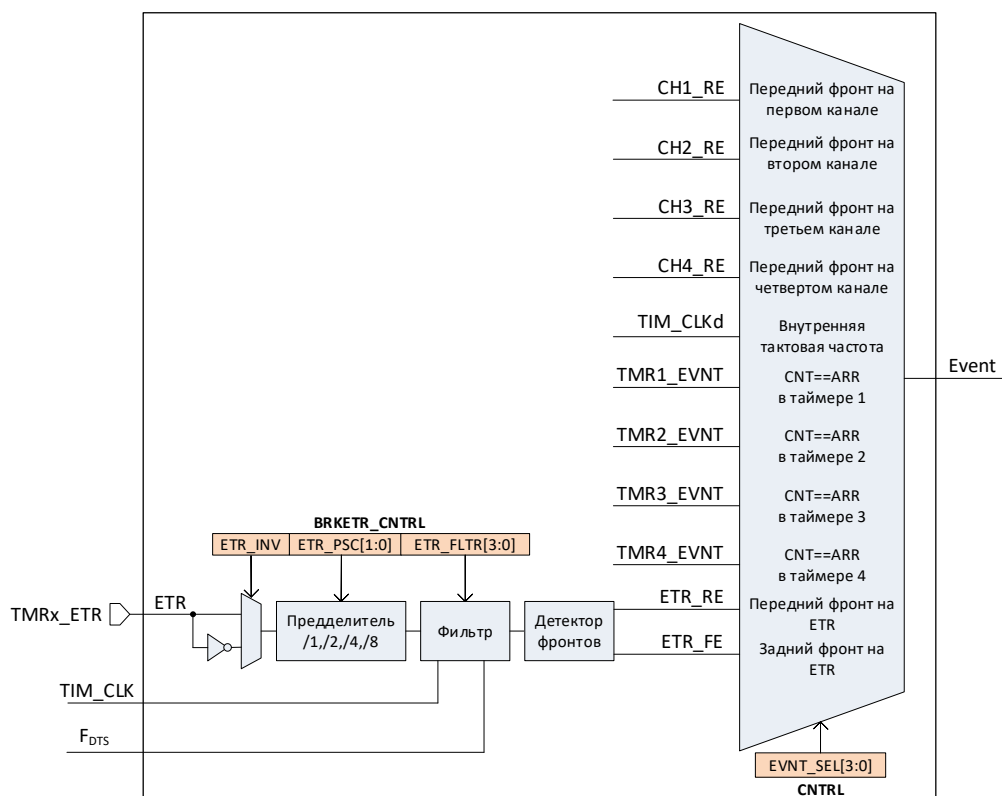 CH1_RE
Передний фронт на
первом канале
CH2_RE
Передний фронт на
втором канале
CH3_RE
Передний фронт на
третьем канале
CH4_RE
Передний фронт на
четвертом канале
TIM_CLKd
Внутренняя
тактовая частота
Event
TMR1_EVNT
CNT==ARR
в таймере 1
TMR2_EVNT
CNT==ARR
в таймере 2
TMR3_EVNT
CNT==ARR
в таймере 3
TMR4_EVNT
CNT==ARR
в таймере 4
BRKETR_CNTRL
ETR_INV
ETR_PSC[1:0]
ETR_FLTR[3:0]
TMRx_ETR
ETR
Предделитель
/1,/2,/4,/8
Фильтр
Детектор
фронтов
ETR_RE
Передний фронт на
ETR
ETR_FE
Задний фронт на
ETR
TIM_CLK
FDTS
EVNT_SEL[3:0]
CNTRL